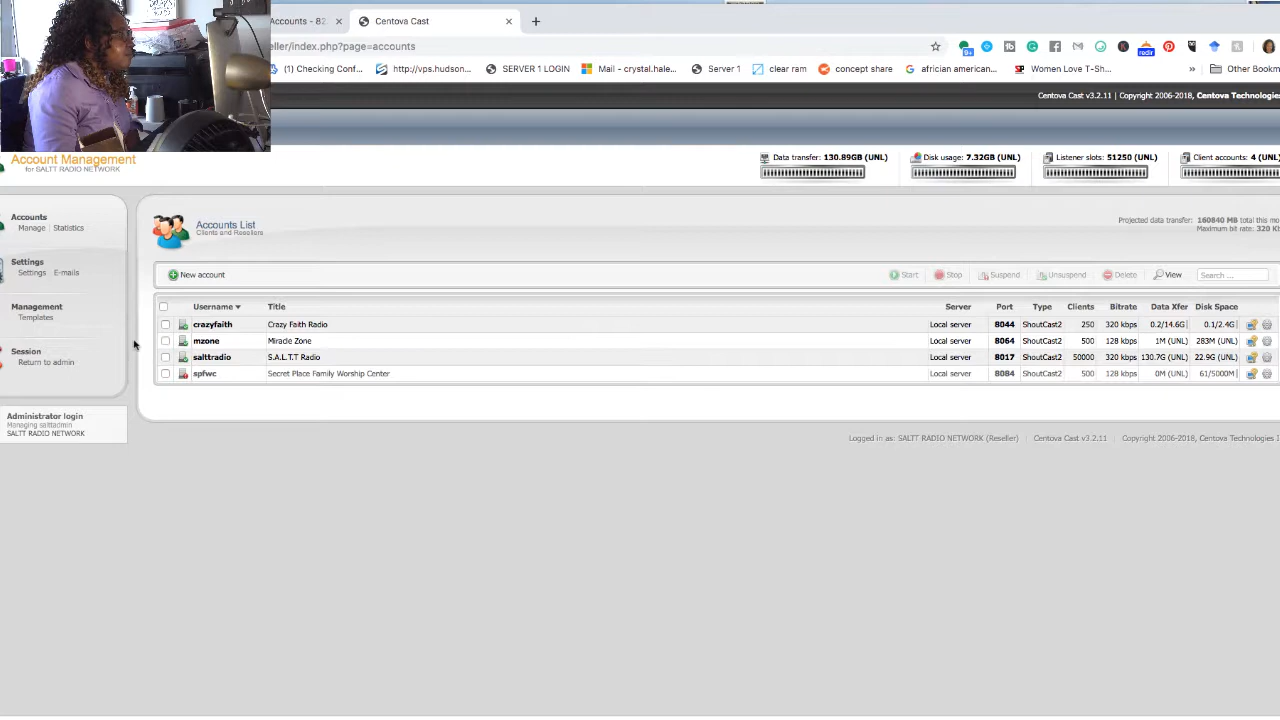 Accounts - 82 Centova Cast
eller/index.php?page=accounts
(1) Checking Conf... http://vps.hudson... SERVER 1 LOGIN Mail - crystal.hale... Server 1 clear ram concept share africian american... Women Love T-Sh... » Other Bookm
Centova Cast v3.2.11 | Copyright 2006-2018, Centova Technologies
Account Management
for SALTT RADIO NETWORK
Data transfer: 130.89GB (UNL) Disk usage: 7.32GB (UNL) Listener slots: 51250 (UNL) Client accounts: 4 (UNL)
Accounts
Manage | Statistics
Settings
Settings | E-mails
Management
Templates
Session
Return to admin
Administrator login
Managing salttadmin
SALTT RADIO NETWORK
Accounts List
Clients and Resellers
Projected data transfer: 160840 MB total this mo
Maximum bit rate: 320 Kb
New account Start Stop Suspend Unsuspend Delete View Search ...
Username Title Server Port Type Clients Bitrate Data Xfer Disk Space
crazyfaith Crazy Faith Radio Local server 8044 ShoutCast2 250 320 kbps 0.2/14.6G 0.1/2.4G
mzone Miracle Zone Local server 8064 ShoutCast2 500 128 kbps 1M (UNL) 283M (UNL)
salttradio S.A.L.T.T Radio Local server 8017 ShoutCast2 50000 320 kbps 130.7G (UNL) 22.9G (UNL)
spfwc Secret Place Family Worship Center Local server 8084 ShoutCast2 500 128 kbps 0M (UNL) 61/5000M
Logged in as: SALTT RADIO NETWORK (Reseller) | Centova Cast v3.2.11 | Copyright 2006-2018, Centova Technologies I